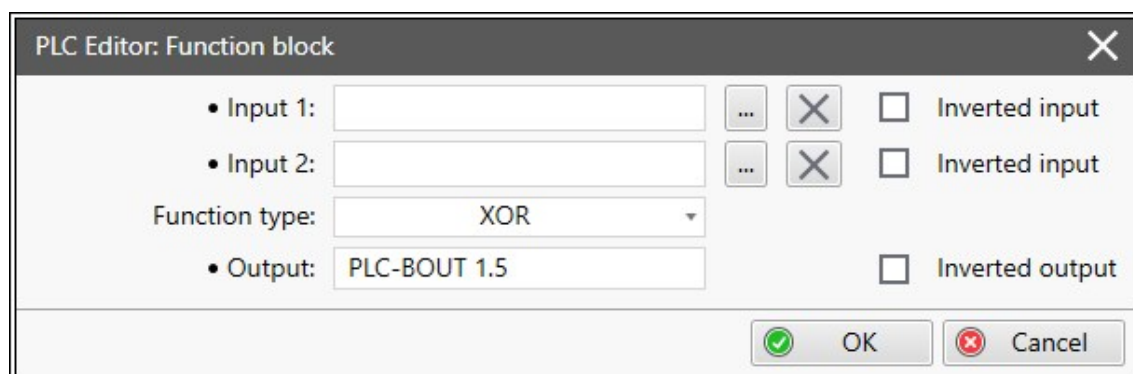 PLC Editor: Function block
• Input 1: ... Inverted input
• Input 2: ... Inverted input
Function type: XOR
• Output: PLC-BOUT 1.5 Inverted output
OK Cancel